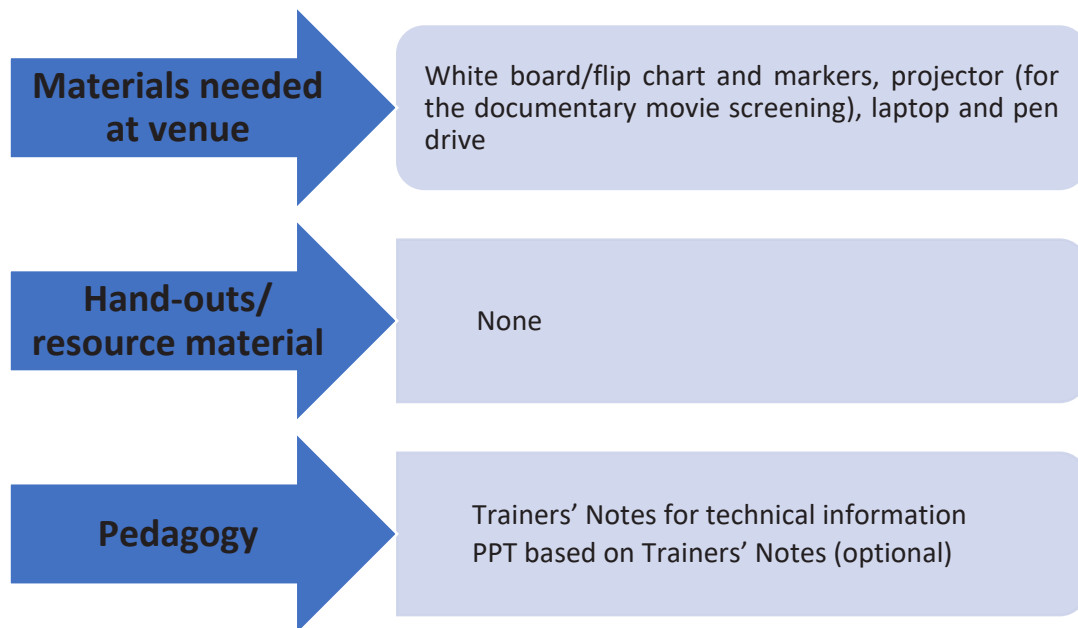 Materials needed
at venue
White board/flip chart and markers, projector (for
the documentary movie screening), laptop and pen
drive
Hand-outs/
resource material
None
Pedagogy
Trainers’ Notes for technical information
PPT based on Trainers’ Notes (optional)